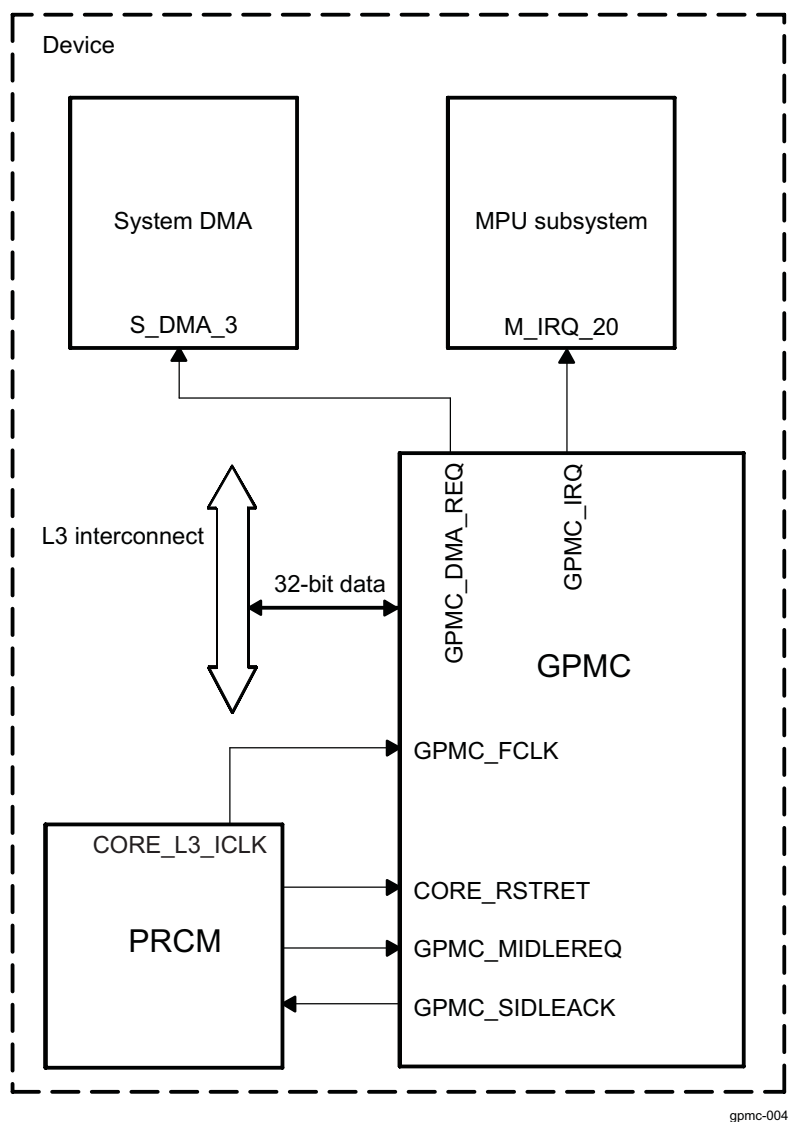 Device
System DMA
MPU subsystem
S_DMA_3
M_IRQ_20
GPMC_DMA_REQ
GPMC_IRQ
L3 interconnect
32-bit data
GPMC
GPMC_FCLK
CORE_L3_ICLK
CORE_RSTRET
PRCM
GPMC_MIDLEREQ
GPMC_SIDLEACK
gpmc-004